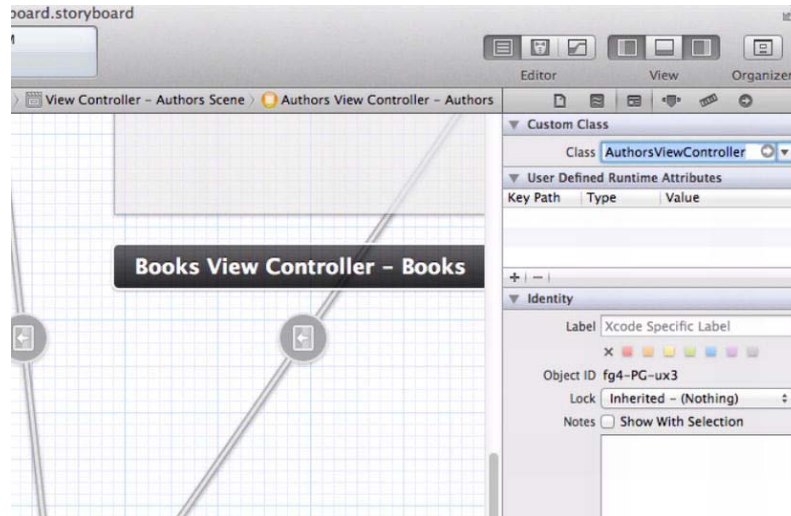 board.storyboard
Editor
View
Organizer
View Controller – Authors Scene
Authors View Controller – Authors
Custom Class
Class AuthorsViewController
User Defined Runtime Attributes
Key Path Type Value
Books View Controller – Books
Identity
Label Xcode Specific Label
Object ID fg4-PG-ux3
Lock Inherited - (Nothing)
Notes Show With Selection